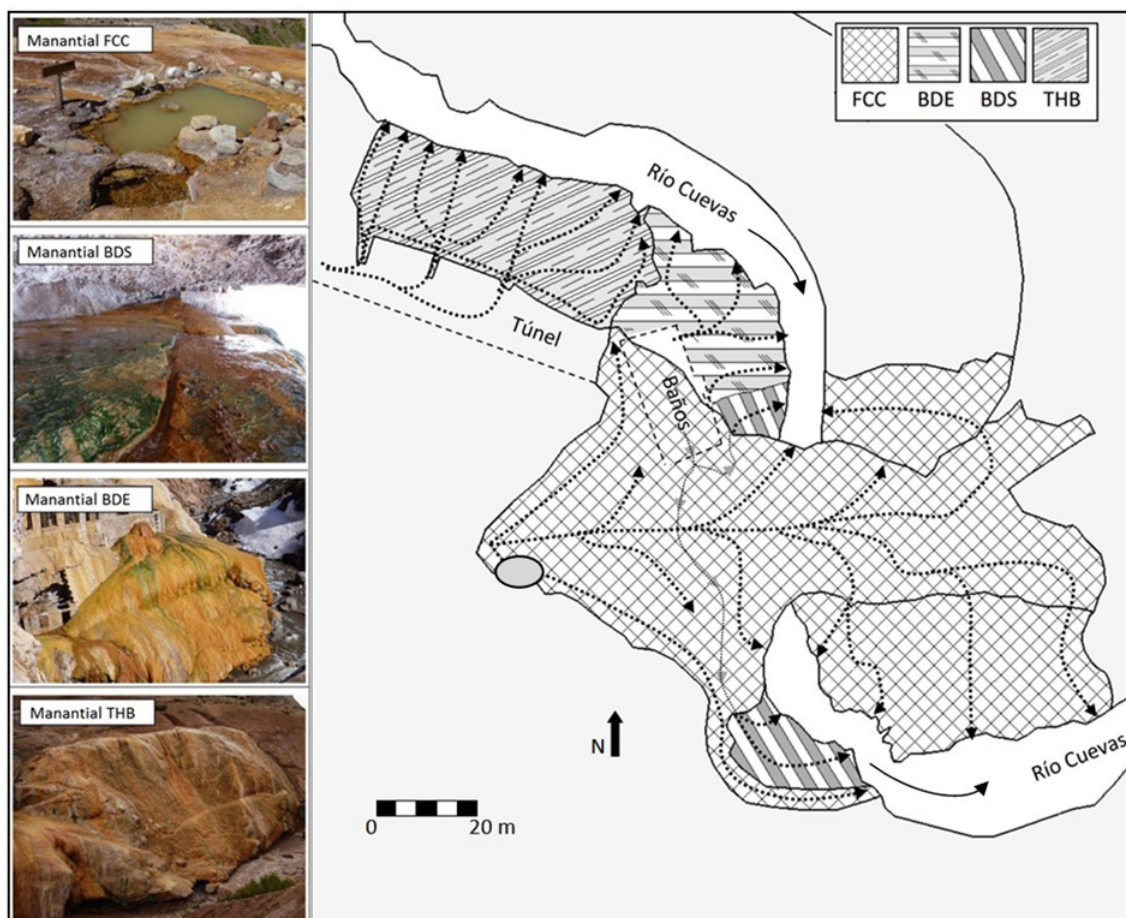 Manantial FCC
Manantial BDS
Manantial BDE
Manantial THB
FCC
BDE
BDS
THB
Río Cuevas
Túnel
Baños
N
0
20 m
Río Cuevas